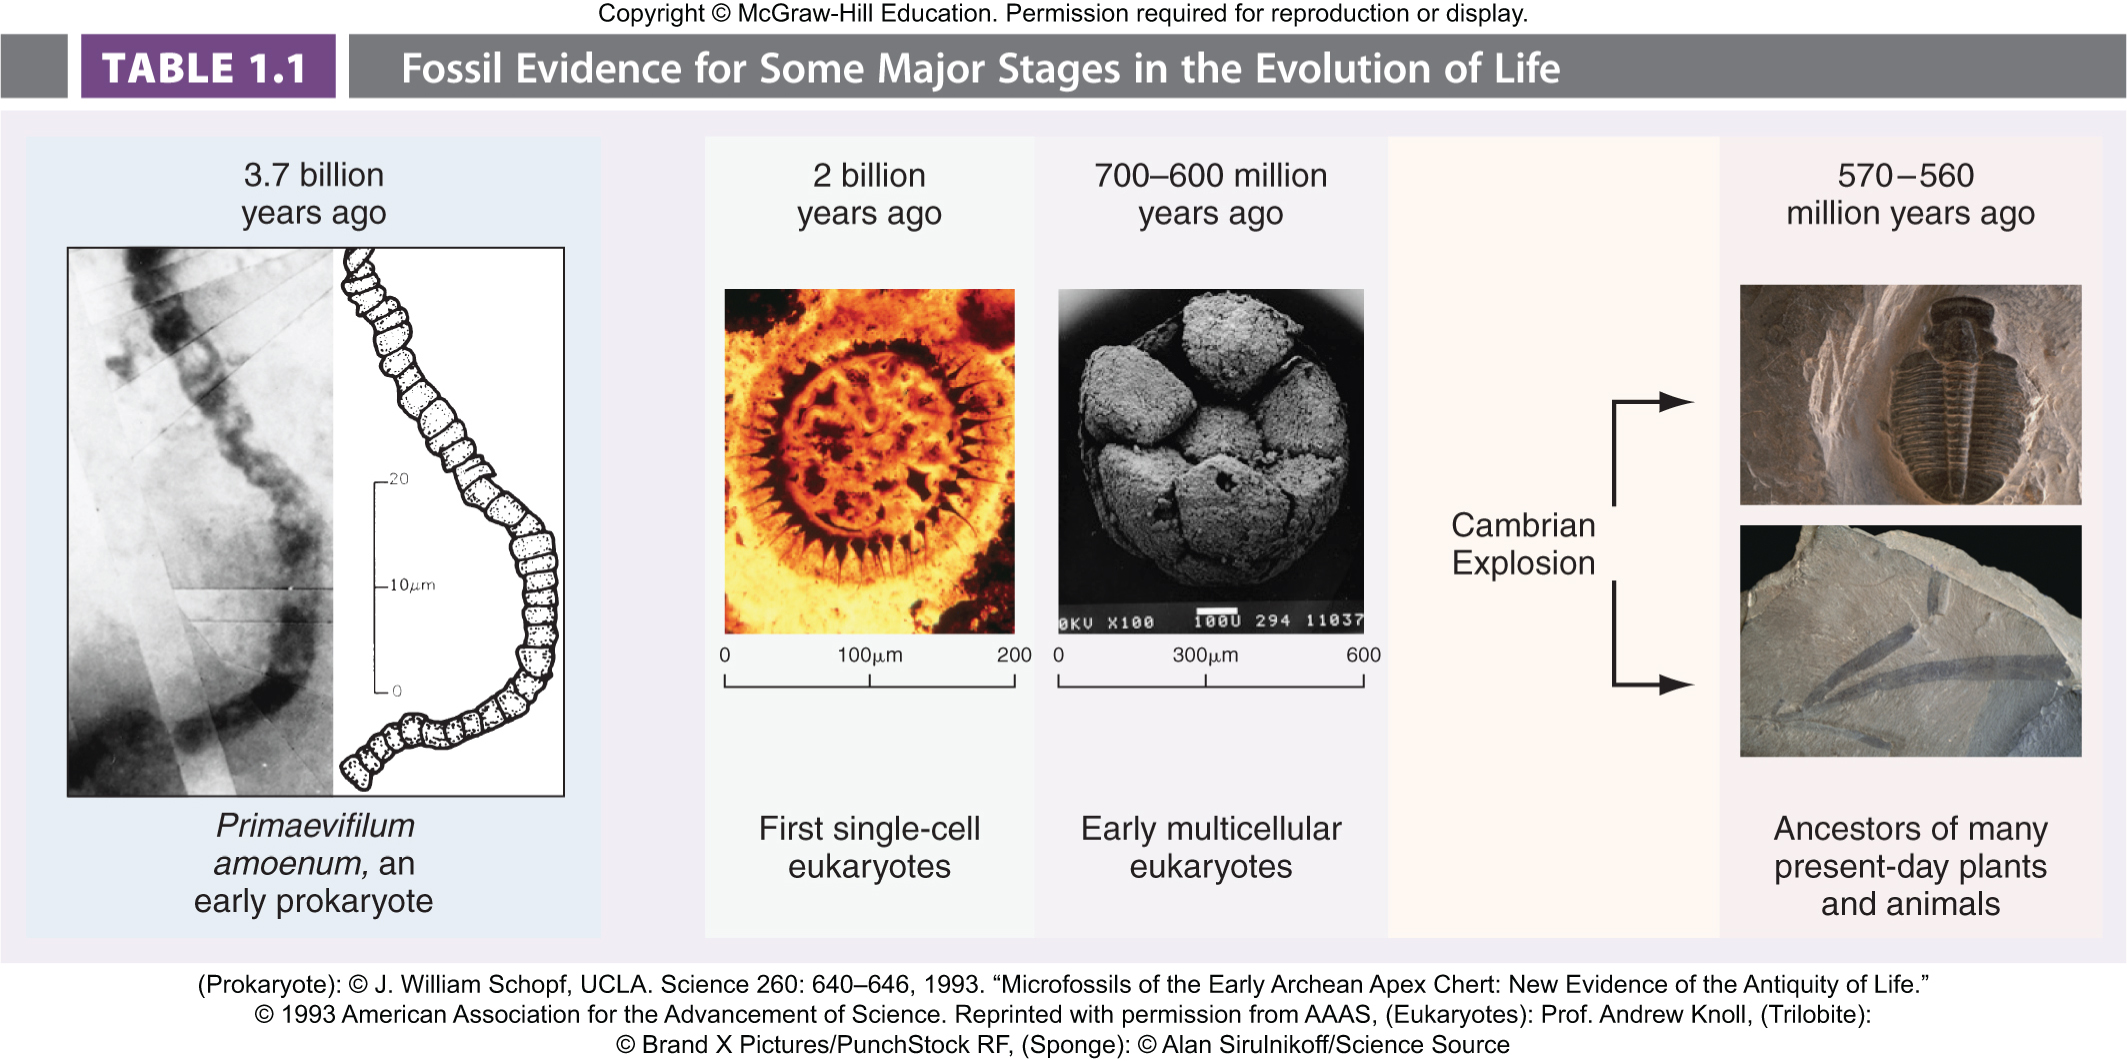 Copyright © McGraw-Hill Education. Permission required for reproduction or display.
TABLE 1.1
Fossil Evidence for Some Major Stages in the Evolution of Life
3.7 billion
years ago
20
10µm
0
Primaevifilum
amoenum, an
early prokaryote
2 billion
years ago
0 100µm 200
First single-cell
eukaryotes
700–600 million
years ago
0KV X100 100U 294 11037
0 300µm 600
Early multicellular
eukaryotes
Cambrian
Explosion
570–560
million years ago
Ancestors of many
present-day plants
and animals
(Prokaryote): © J. William Schopf, UCLA. Science 260: 640–646, 1993. “Microfossils of the Early Archean Apex Chert: New Evidence of the Antiquity of Life.”
© 1993 American Association for the Advancement of Science. Reprinted with permission from AAAS, (Eukaryotes): Prof. Andrew Knoll, (Trilobite):
© Brand X Pictures/PunchStock RF, (Sponge): © Alan Sirulnikoff/Science Source